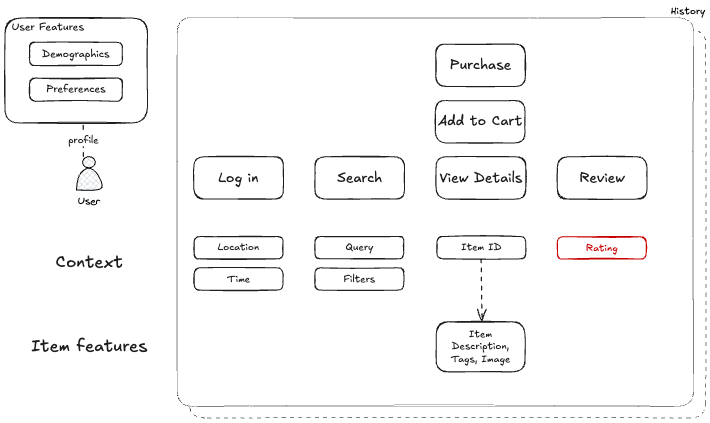 History
User Features
Demographics
Preferences
profile
User
Purchase
Add to Cart
Log in
Search
View Details
Review
Context
Location
Query
Item ID
Rating
Time
Filters
Item features
Item
Description,
Tags, Image